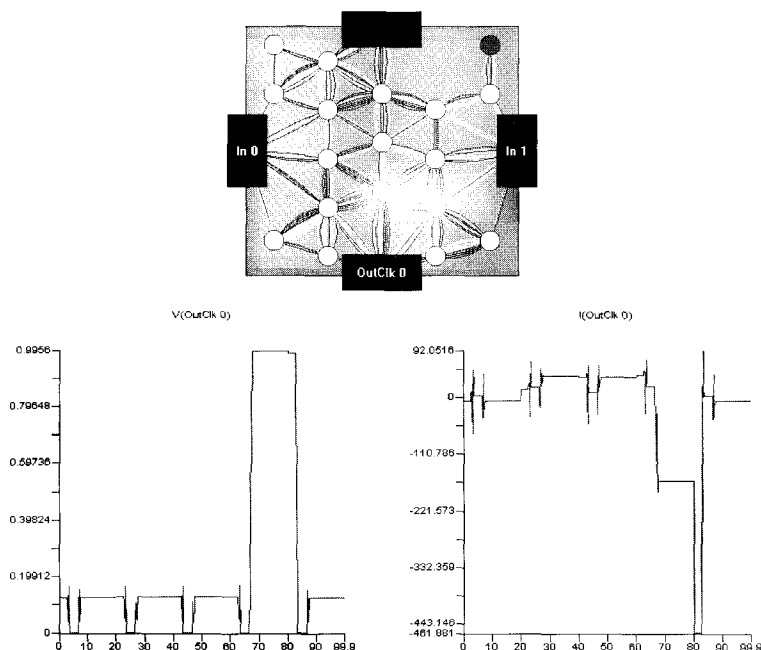 In 0
In 1
OutClk 0
V(OutClk 0)
0.9956
0.79648
0.59736
0.39824
0.19912
0
0 10 20 30 40 50 60 70 80 90 99.9
I(OutClk 0)
92.0516
0
-110.786
-221.573
-332.359
-443.146
-461.881
0 10 20 30 40 50 60 70 80 90 99.9